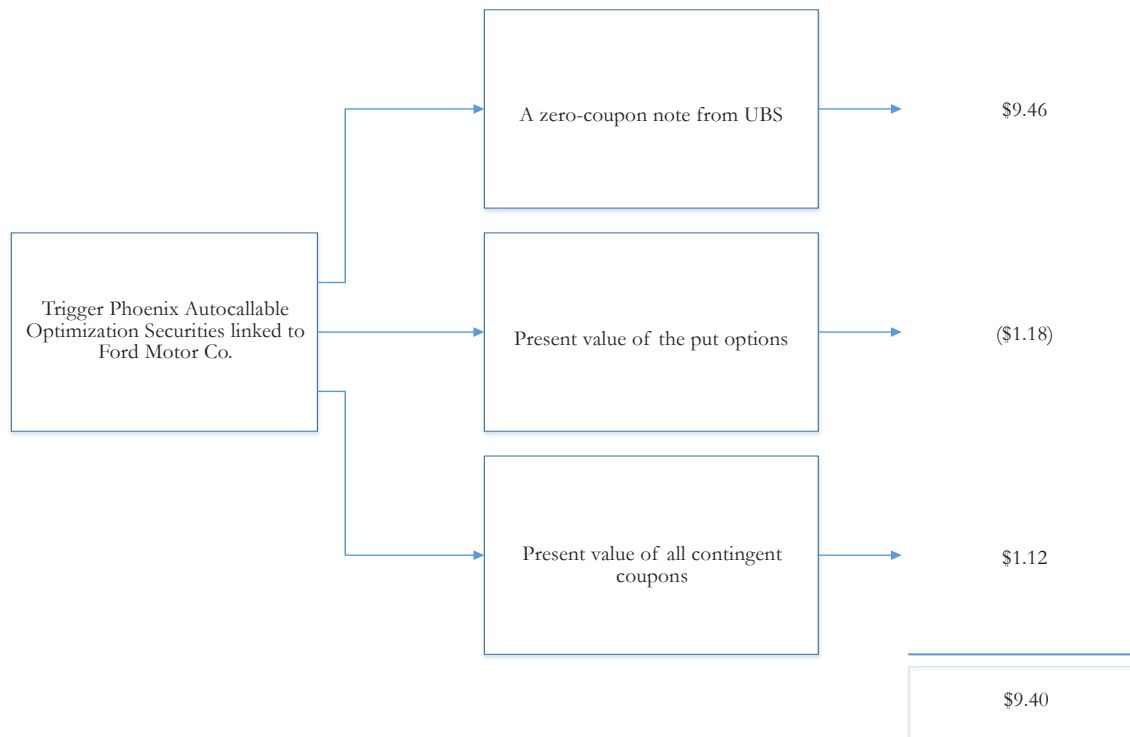 A zero-coupon note from UBS
$9.46
Trigger Phoenix Autocallable
Optimization Securities linked to
Ford Motor Co.
Present value of the put options
($1.18)
Present value of all contingent
coupons
$1.12
$9.40